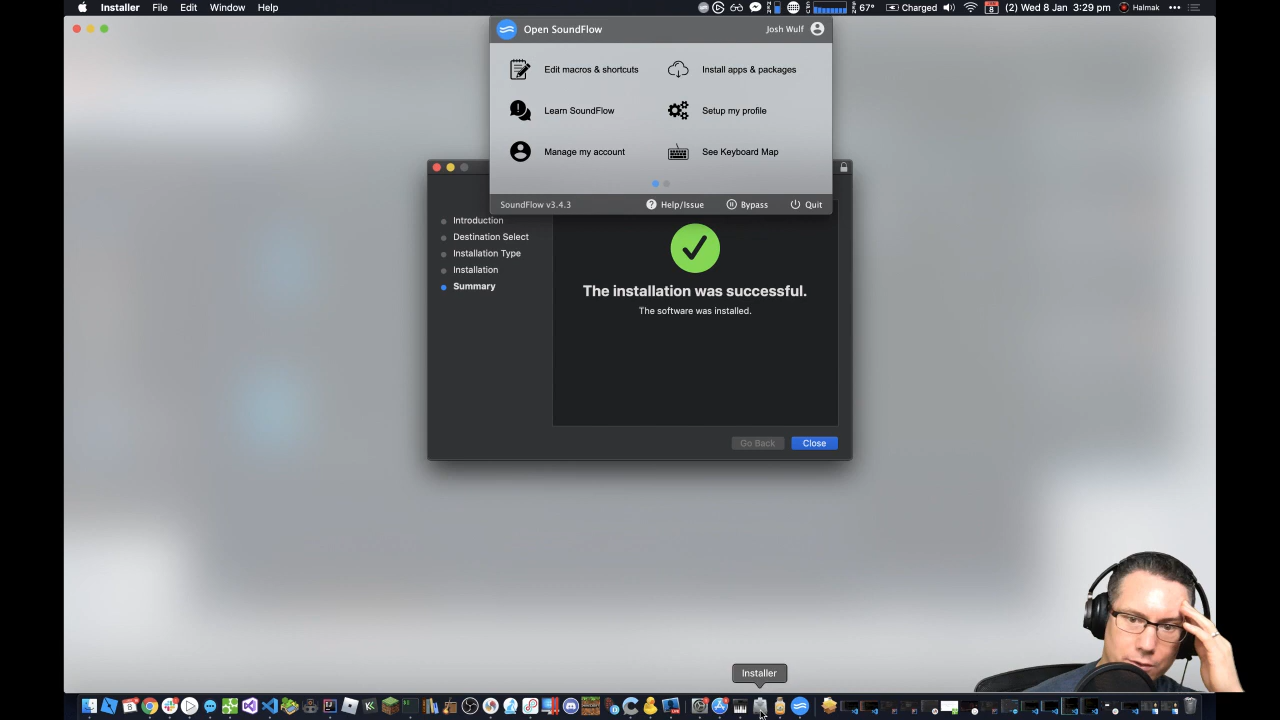 Installer File Edit Window Help
67° Charged (2) Wed 8 Jan 3:29 pm Halmak
Open SoundFlow Josh Wulf
Edit macros & shortcuts Install apps & packages
Learn SoundFlow Setup my profile
Manage my account See Keyboard Map
SoundFlow v3.4.3 Help/Issue Bypass Quit
Introduction
Destination Select
Installation Type
Installation
Summary
The installation was successful.
The software was installed.
Go Back Close
Installer